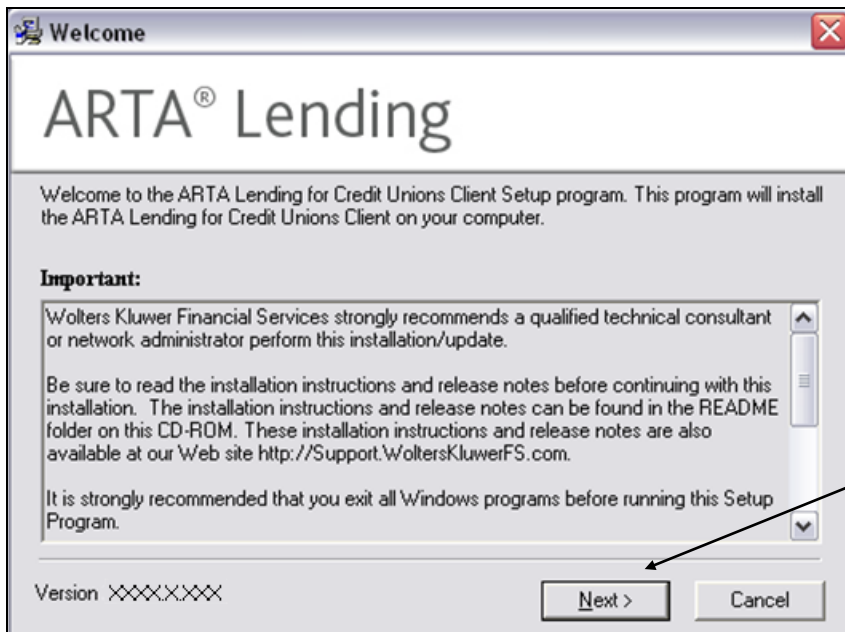 Welcome
ARTA® Lending
Welcome to the ARTA Lending for Credit Unions Client Setup program. This program will install
the ARTA Lending for Credit Unions Client on your computer.
Important:
Wolters Kluwer Financial Services strongly recommends a qualified technical consultant
or network administrator perform this installation/update.
Be sure to read the installation instructions and release notes before continuing with this
installation. The installation instructions and release notes can be found in the README
folder on this CD-ROM. These installation instructions and release notes are also
available at our Web site http://Support.WoltersKluwerFS.com.
It is strongly recommended that you exit all Windows programs before running this Setup
Program.
Version XXXX.X.XXX
Next >
Cancel